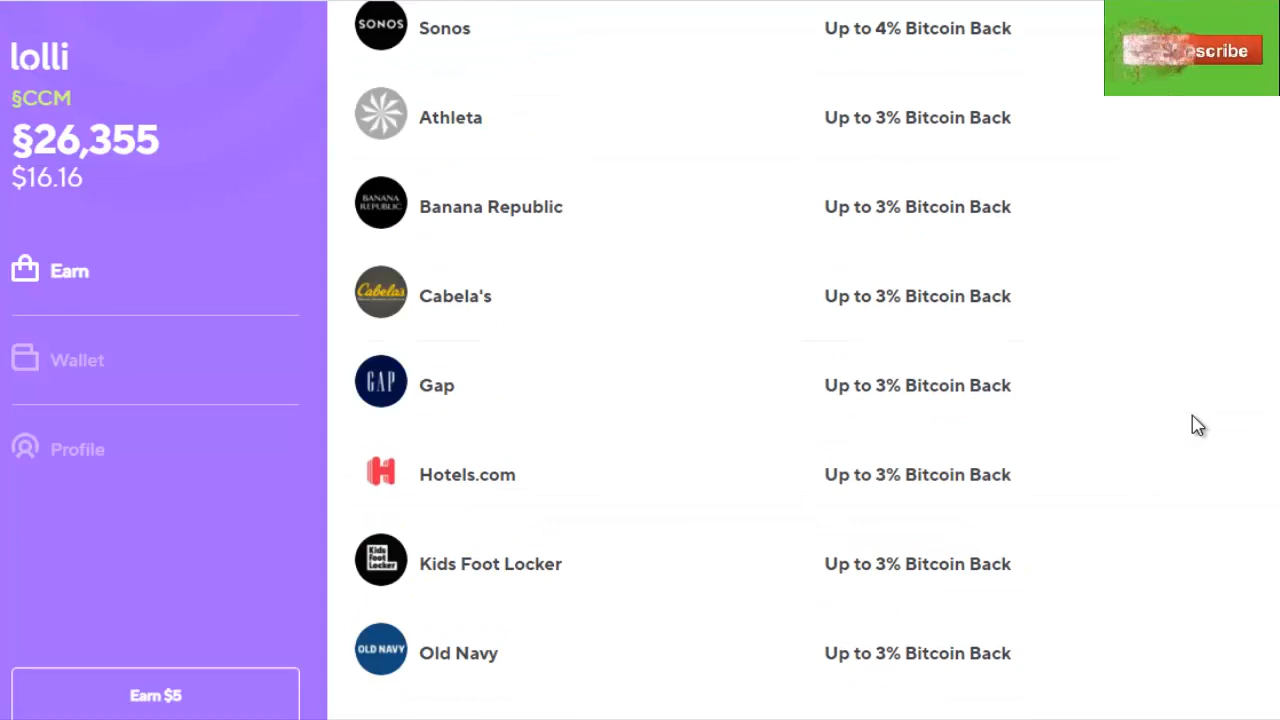 lolli
§CCM
§26,355
$16.16
Earn
Wallet
Profile
Earn $5
SONOS
Sonos
Up to 4% Bitcoin Back
Athleta
Up to 3% Bitcoin Back
BANANA
REPUBLIC
Banana Republic
Up to 3% Bitcoin Back
Cabela's
Cabela's
Up to 3% Bitcoin Back
GAP
Gap
Up to 3% Bitcoin Back
H
Hotels.com
Up to 3% Bitcoin Back
Kids
Foot
Locker
Kids Foot Locker
Up to 3% Bitcoin Back
OLD NAVY
Old Navy
Up to 3% Bitcoin Back
scribe